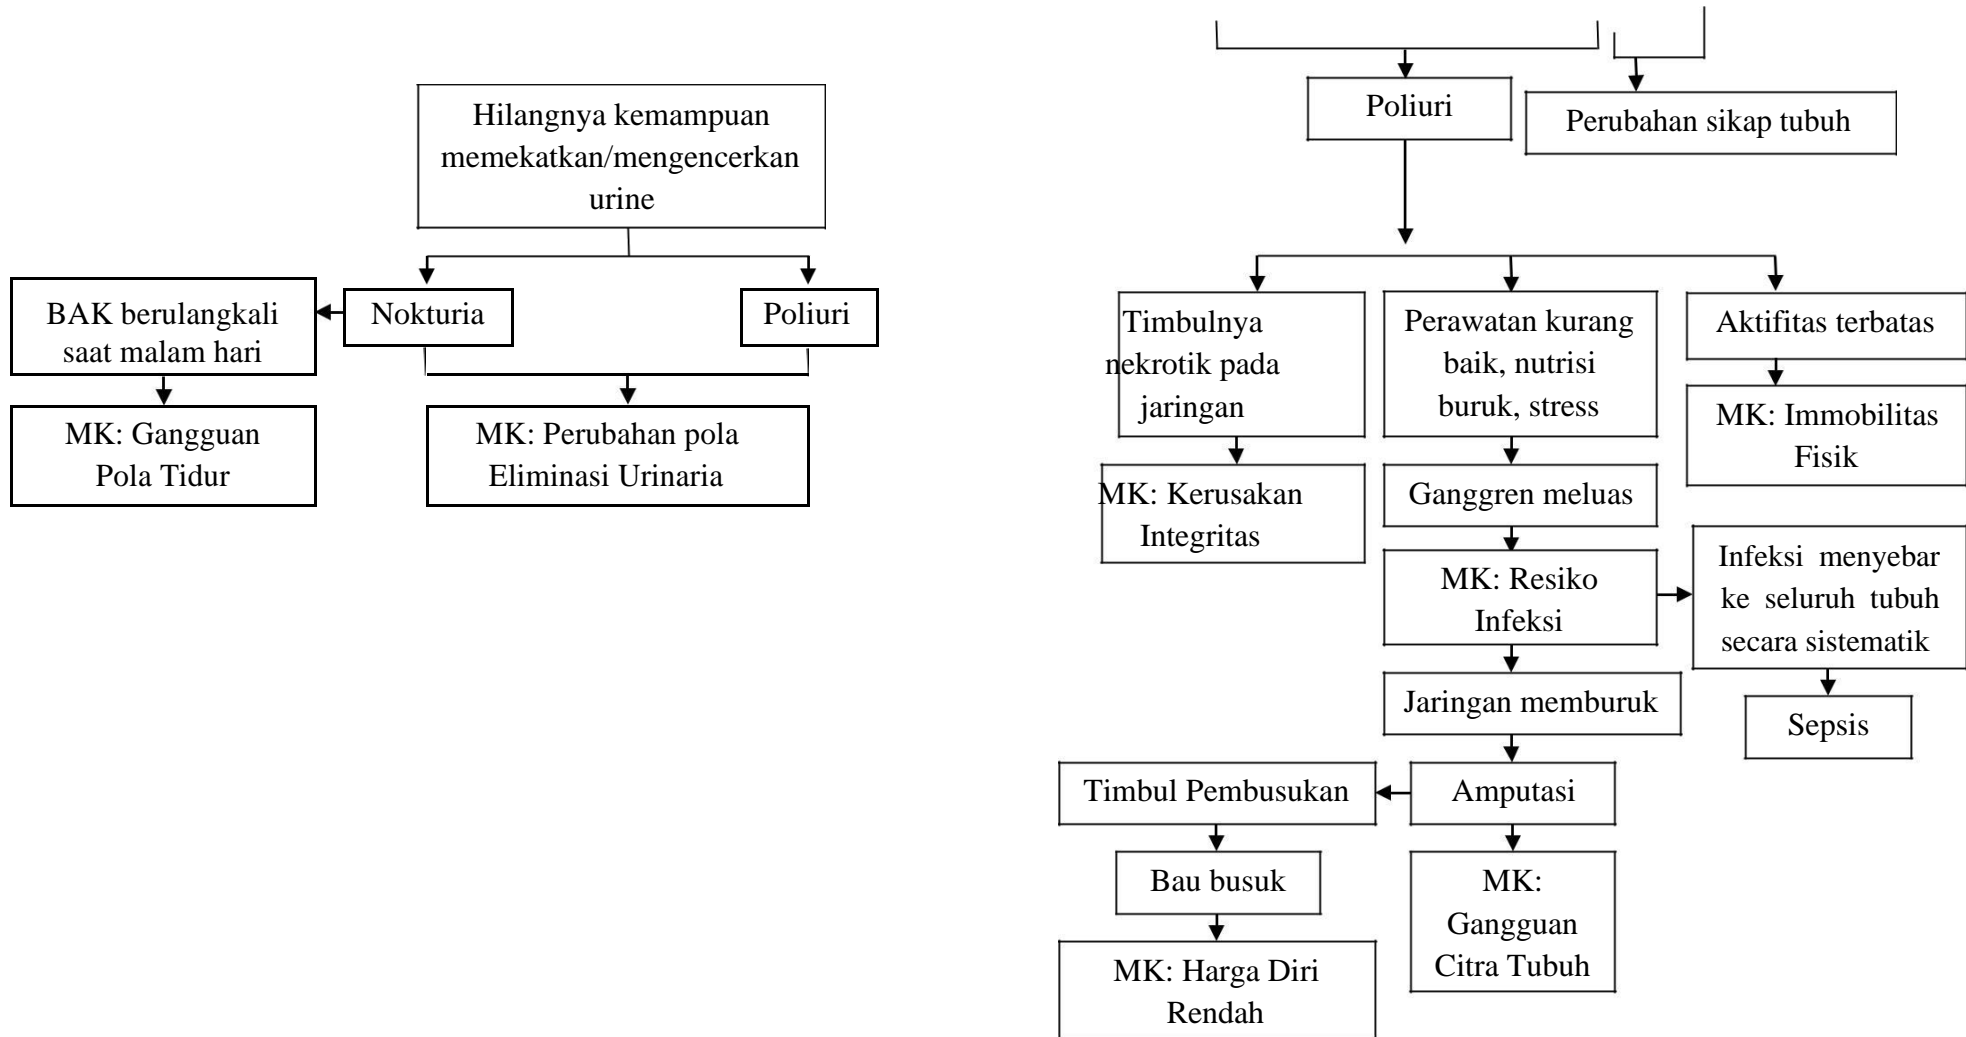 Hilangnya kemampuan
memekatkan/mengencerkan
urine
BAK berulangkali
saat malam hari
Nokturia
Poliuri
MK: Gangguan
Pola Tidur
MK: Perubahan pola
Eliminasi Urinaria
Poliuri
Perubahan sikap tubuh
Timbulnya
nekrotik pada
jaringan
Perawatan kurang
baik, nutrisi
buruk, stress
Aktifitas terbatas
MK: Kerusakan
Integritas
Ganggren meluas
MK: Immobilitas
Fisik
MK: Resiko
Infeksi
Infeksi menyebar
ke seluruh tubuh
secara sistematik
Jaringan memburuk
Sepsis
Timbul Pembusukan
Amputasi
Bau busuk
MK:
Gangguan
Citra Tubuh
MK: Harga Diri
Rendah